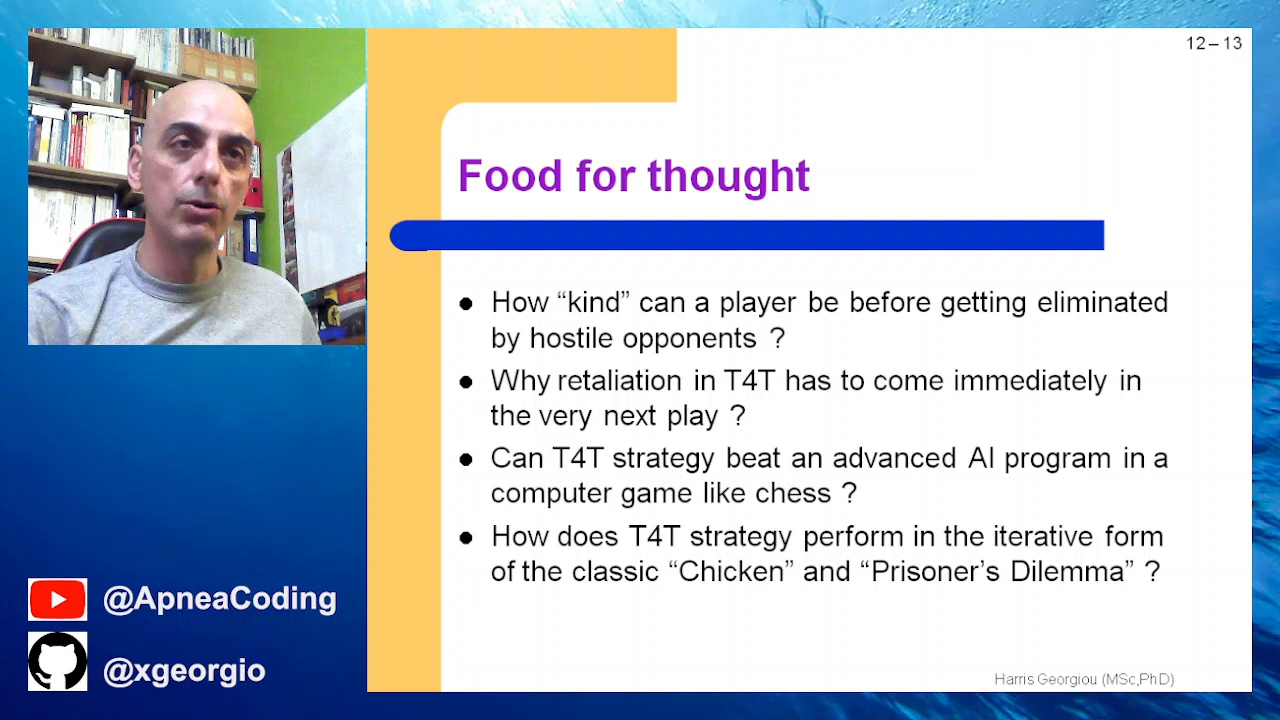 12 – 13
Food for thought
● How “kind” can a player be before getting eliminated
by hostile opponents ?
● Why retaliation in T4T has to come immediately in
the very next play ?
● Can T4T strategy beat an advanced AI program in a
computer game like chess ?
● How does T4T strategy perform in the iterative form
of the classic “Chicken” and “Prisoner’s Dilemma” ?
@ApneaCoding
@xgeorgio
Harris Georgiou (MSc,PhD)